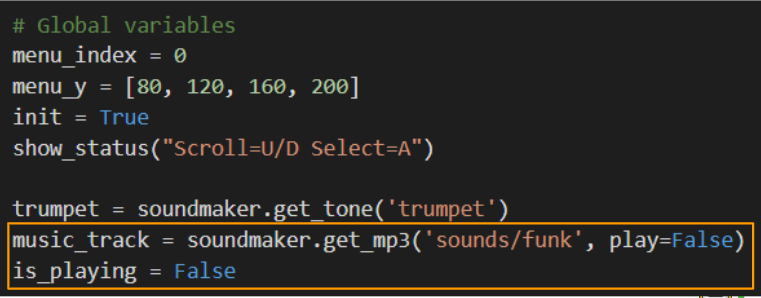 # Global variables
menu_index = 0
menu_y = [80, 120, 160, 200]
init = True
show_status("Scroll=U/D Select=A")
trumpet = soundmaker.get_tone('trumpet')
music_track = soundmaker.get_mp3('sounds/funk', play=False)
is_playing = False